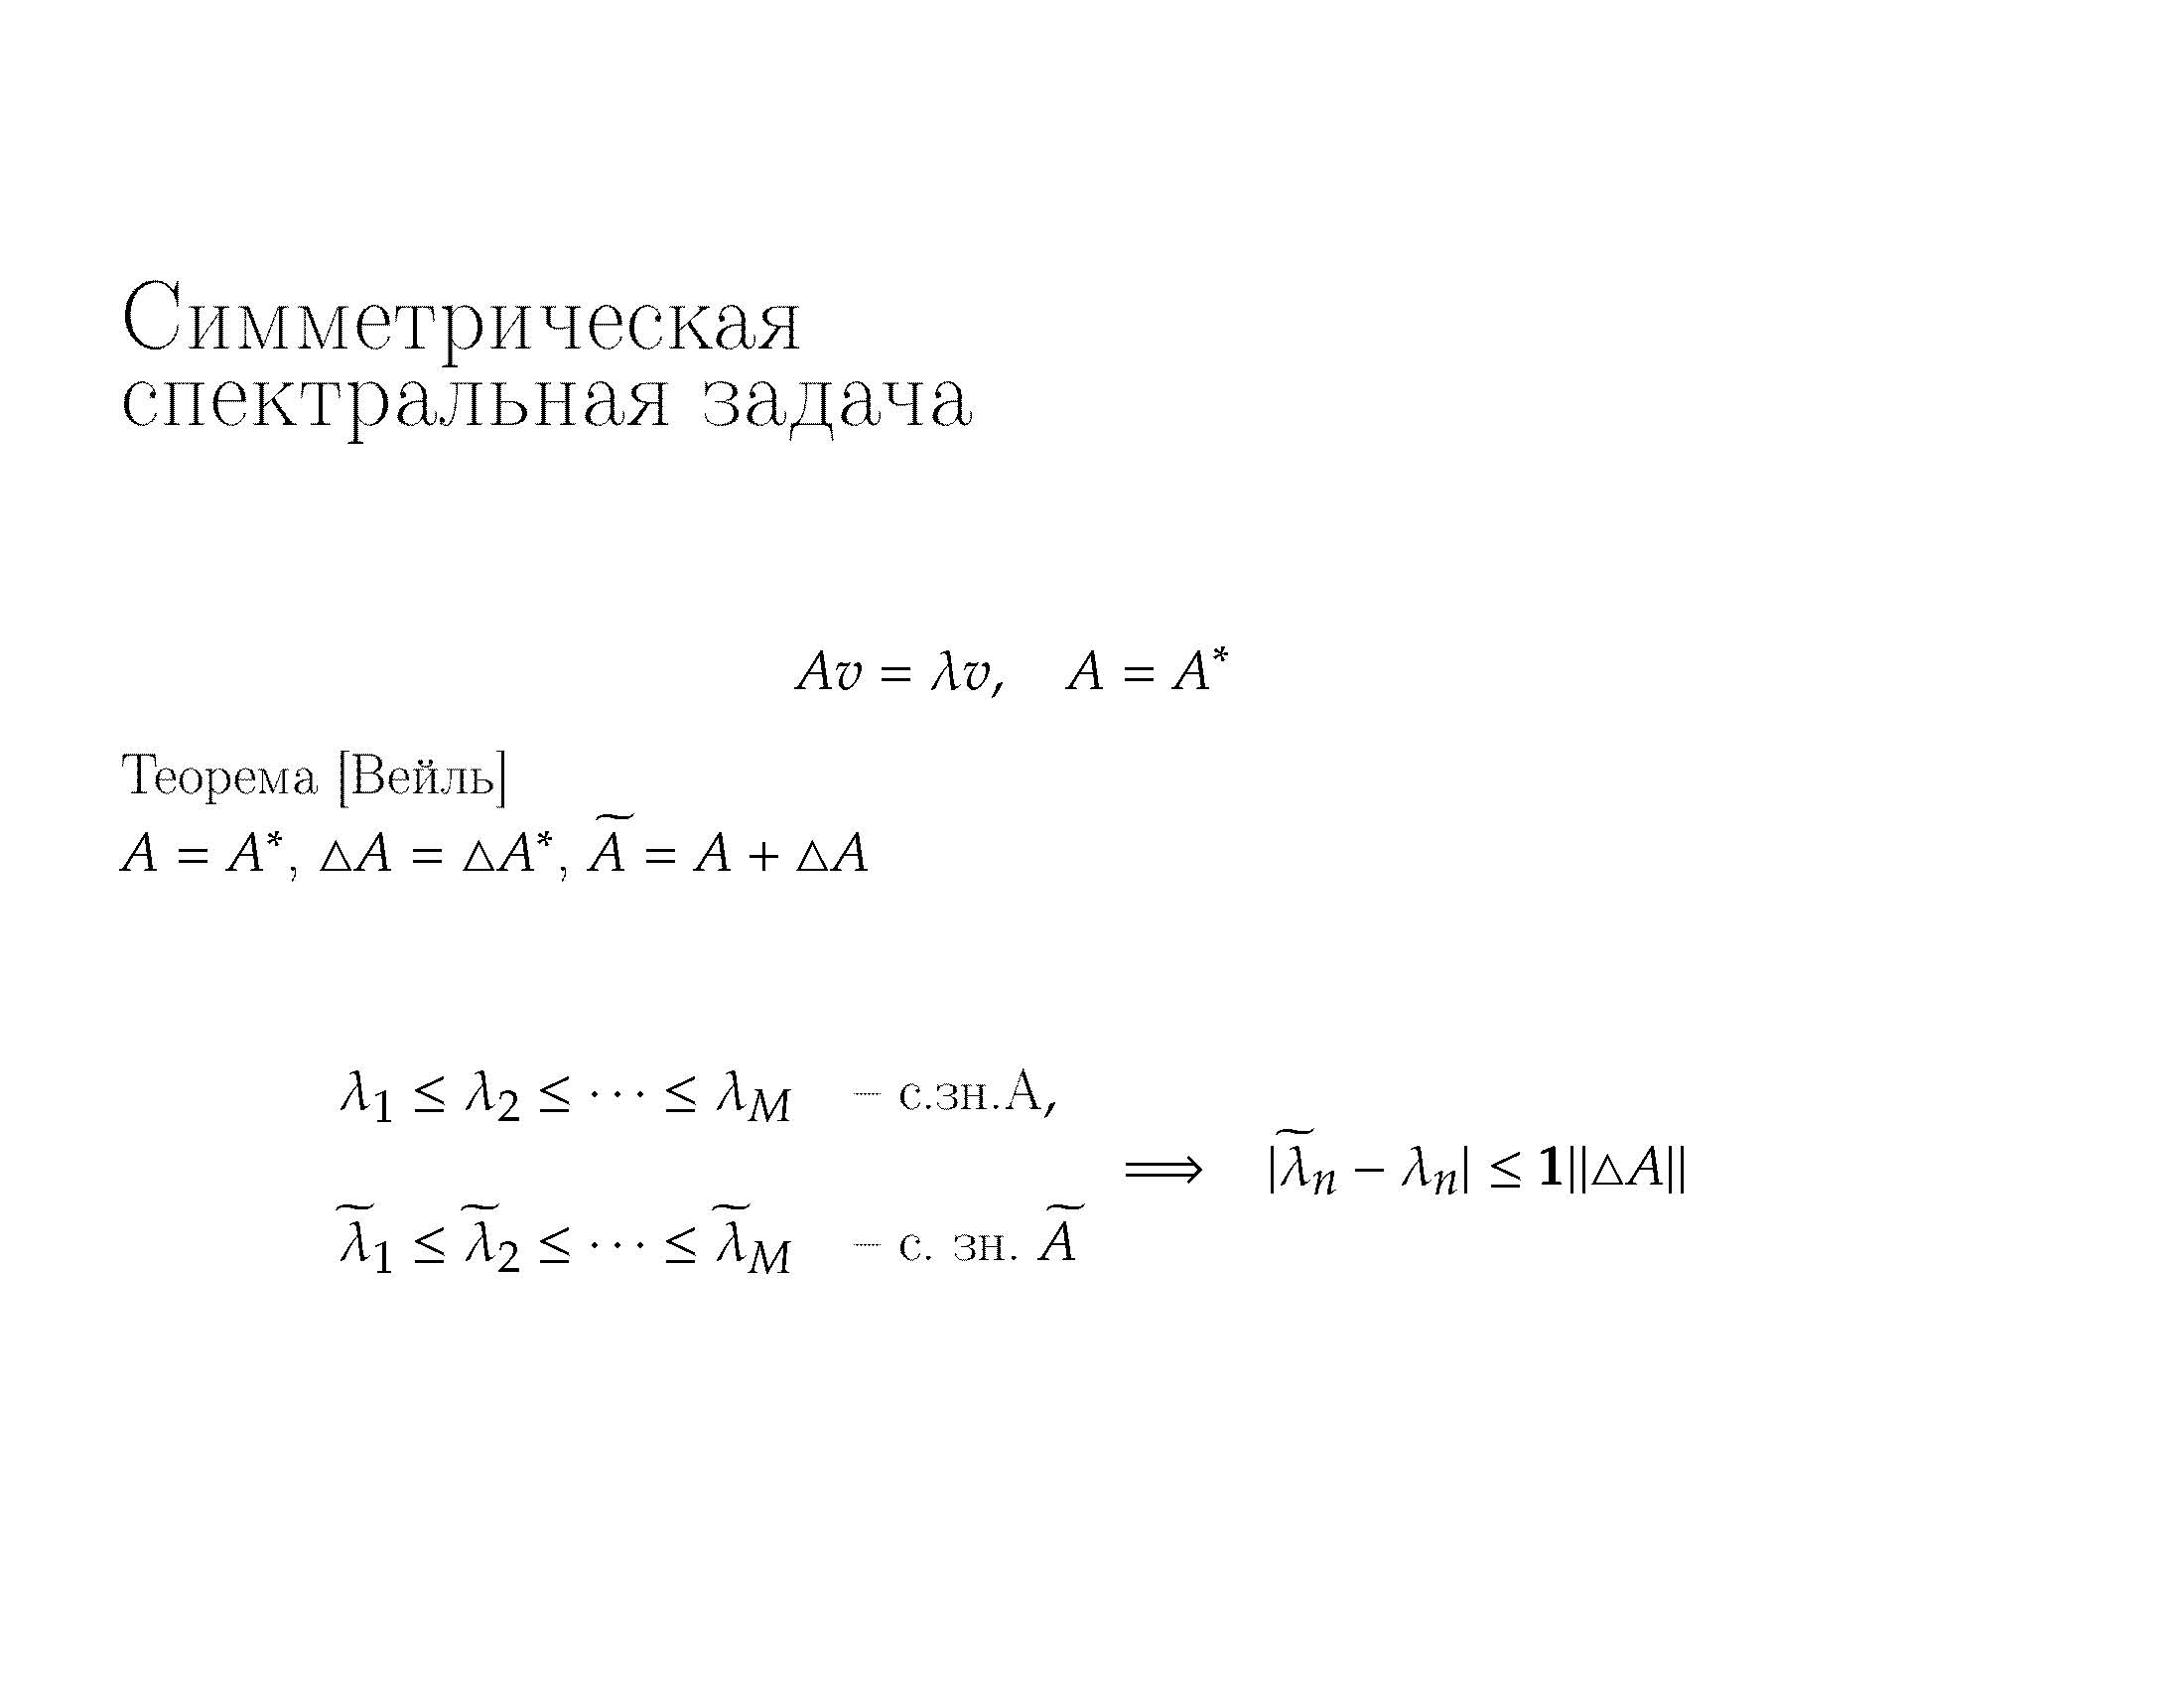 Симметрическая
спектральная задача
Av = λv, A = A*
Теорема [Вейль]
A = A*, △A = △A*, Ã = A + △A
λ₁ ≤ λ₂ ≤ ⋯ ≤ λ_M – с.зн.А,
⟹ |λ̃ₙ − λₙ| ≤ 1‖△A‖
λ̃₁ ≤ λ̃₂ ≤ ⋯ ≤ λ̃_M – с. зн. Ã